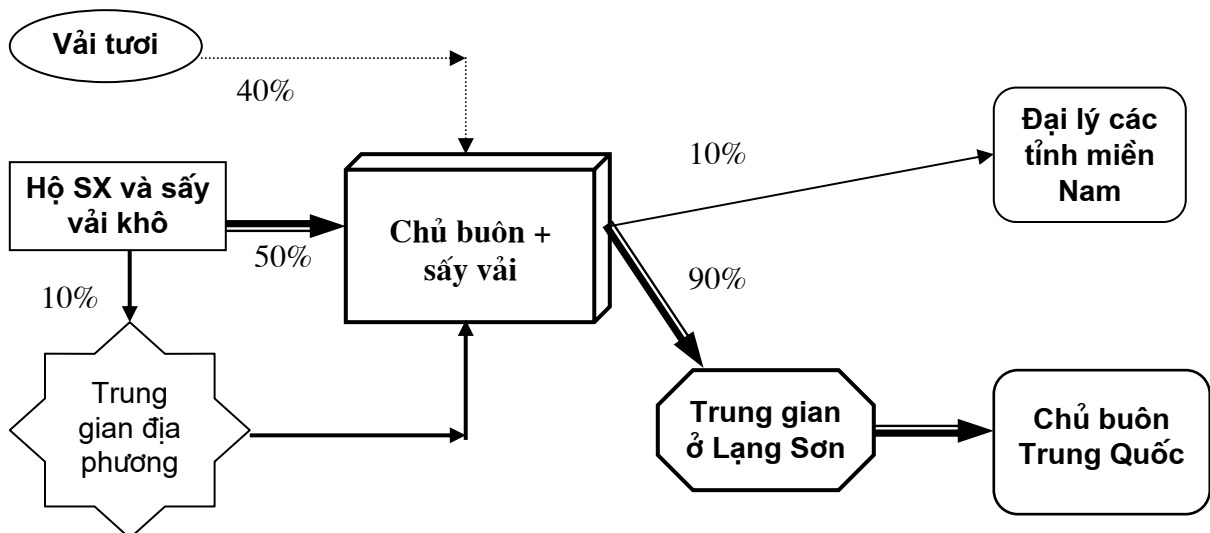 Vải tươi
40%
Hộ SX và sấy
vải khô
50%
10%
Trung
gian địa
phương
Chủ buôn +
sấy vải
10%
90%
Đại lý các
tỉnh miền
Nam
Trung gian
ở Lạng Sơn
Chủ buôn
Trung Quốc